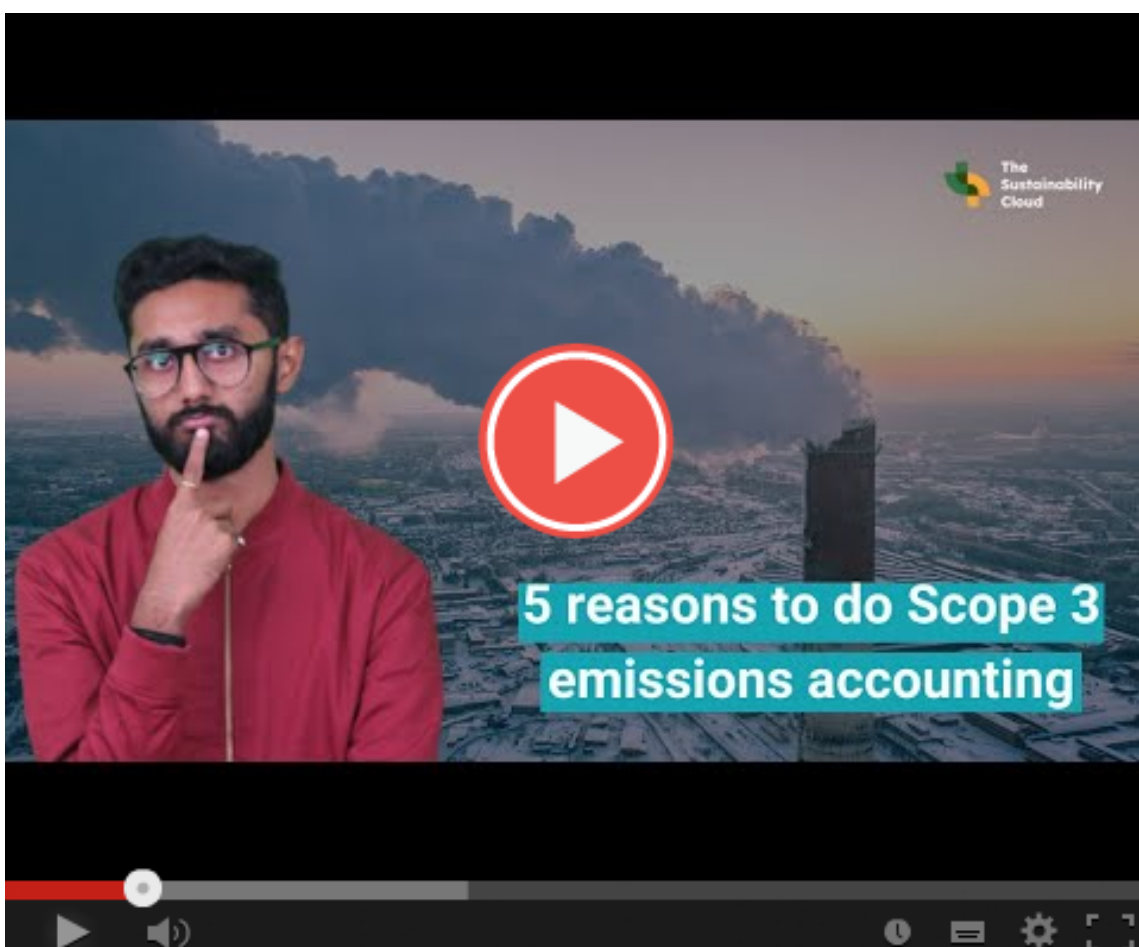 The
Sustainability
Cloud
5 reasons to do Scope 3
emissions accounting